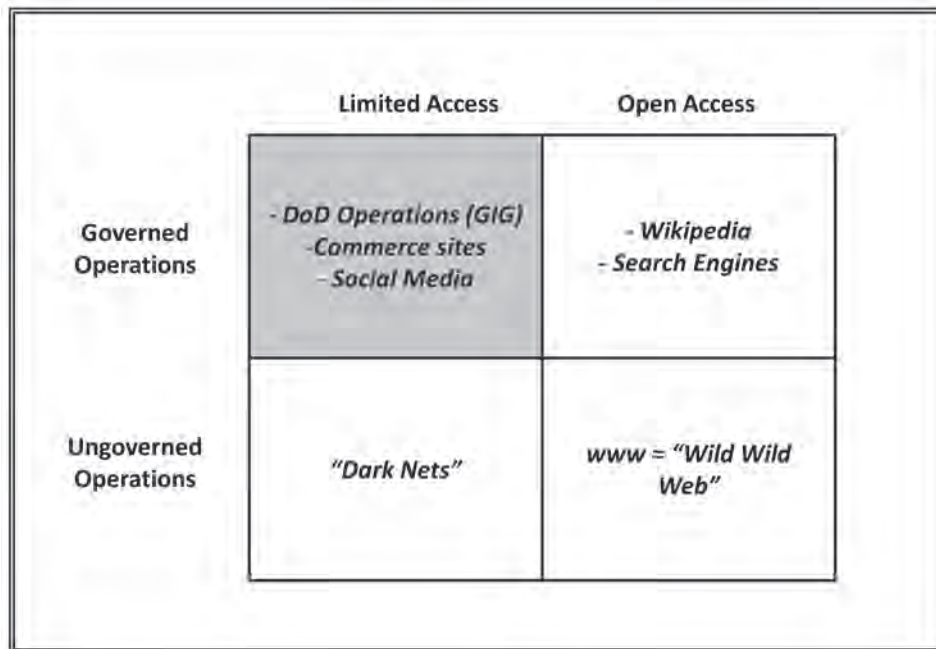 Limited Access
Open Access
Governed
Operations
- DoD Operations (GIG)
-Commerce sites
- Social Media
- Wikipedia
- Search Engines
Ungoverned
Operations
"Dark Nets"
www = "Wild Wild
Web"